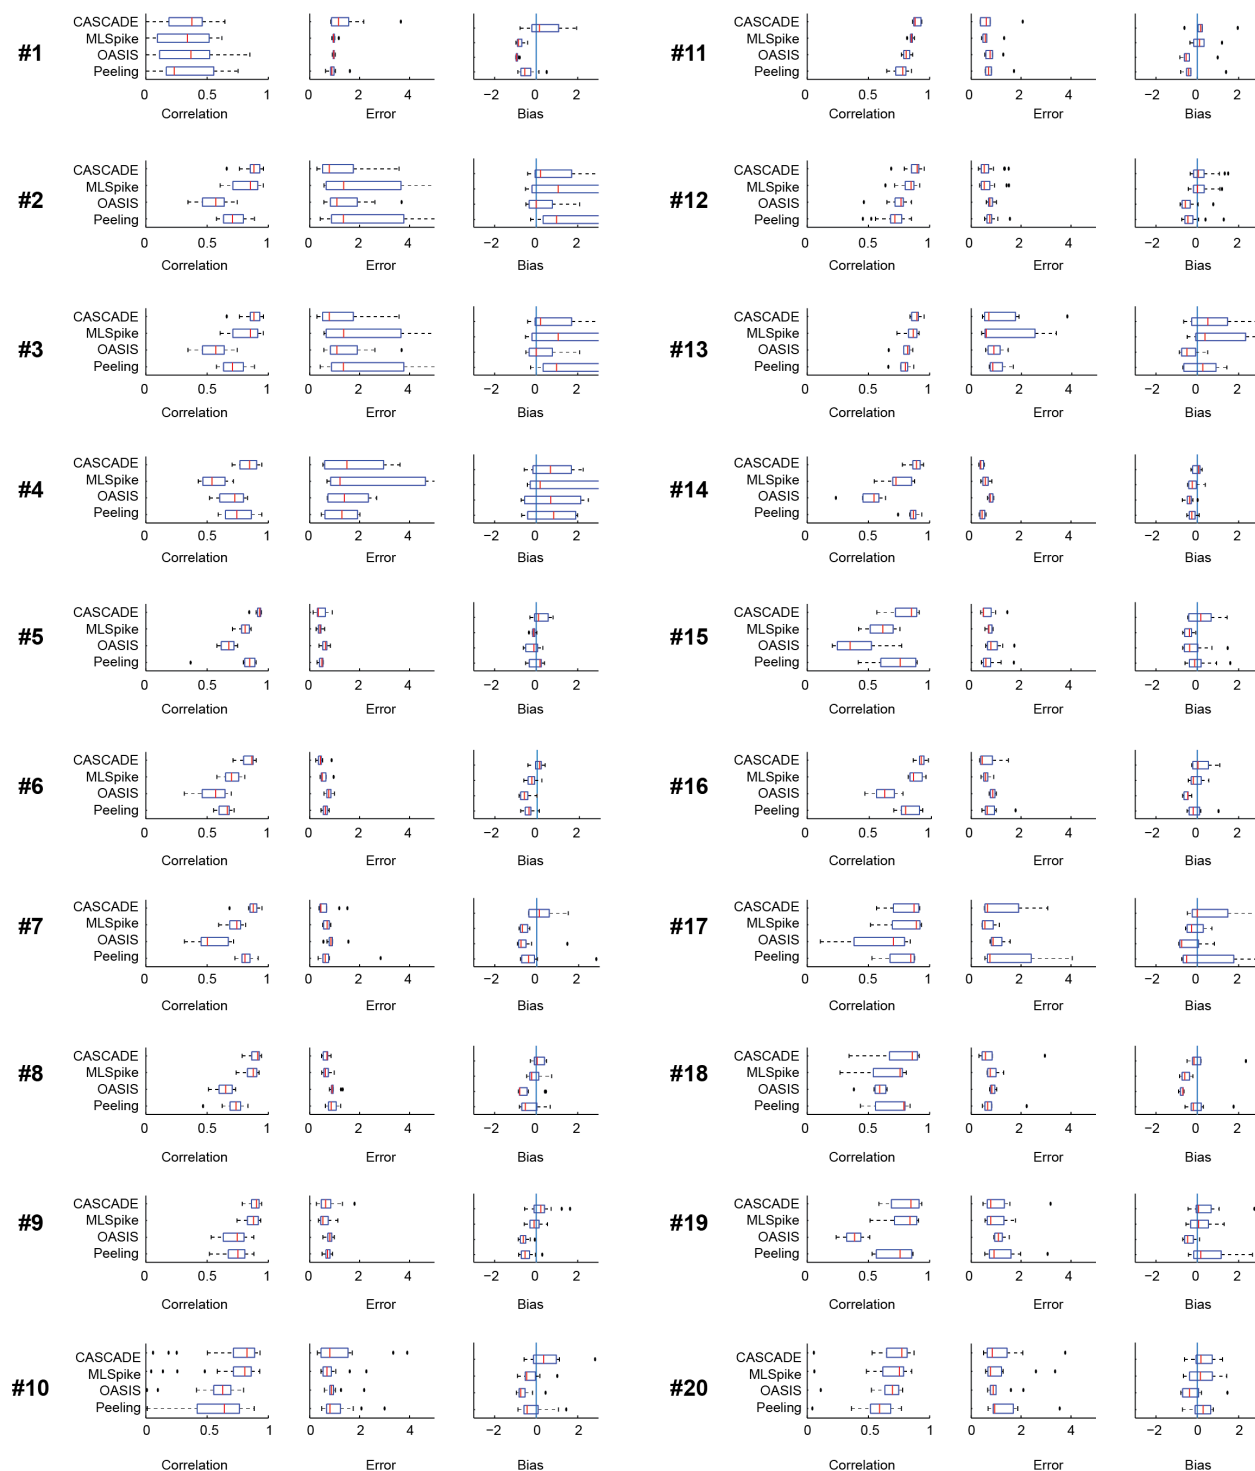 #1
CASCADE
MLSpike
OASIS
Peeling
0 0.5 1 0 2 4 −2 0 2
Correlation Error Bias
#2
CASCADE
MLSpike
OASIS
Peeling
0 0.5 1 0 2 4 −2 0 2
Correlation Error Bias
#3
CASCADE
MLSpike
OASIS
Peeling
0 0.5 1 0 2 4 −2 0 2
Correlation Error Bias
#4
CASCADE
MLSpike
OASIS
Peeling
0 0.5 1 0 2 4 −2 0 2
Correlation Error Bias
#5
CASCADE
MLSpike
OASIS
Peeling
0 0.5 1 0 2 4 −2 0 2
Correlation Error Bias
#6
CASCADE
MLSpike
OASIS
Peeling
0 0.5 1 0 2 4 −2 0 2
Correlation Error Bias
#7
CASCADE
MLSpike
OASIS
Peeling
0 0.5 1 0 2 4 −2 0 2
Correlation Error Bias
#8
CASCADE
MLSpike
OASIS
Peeling
0 0.5 1 0 2 4 −2 0 2
Correlation Error Bias
#9
CASCADE
MLSpike
OASIS
Peeling
0 0.5 1 0 2 4 −2 0 2
Correlation Error Bias
#10
CASCADE
MLSpike
OASIS
Peeling
0 0.5 1 0 2 4 −2 0 2
Correlation Error Bias
#11
CASCADE
MLSpike
OASIS
Peeling
0 0.5 1 0 2 4 −2 0 2
Correlation Error Bias
#12
CASCADE
MLSpike
OASIS
Peeling
0 0.5 1 0 2 4 −2 0 2
Correlation Error Bias
#13
CASCADE
MLSpike
OASIS
Peeling
0 0.5 1 0 2 4 −2 0 2
Correlation Error Bias
#14
CASCADE
MLSpike
OASIS
Peeling
0 0.5 1 0 2 4 −2 0 2
Correlation Error Bias
#15
CASCADE
MLSpike
OASIS
Peeling
0 0.5 1 0 2 4 −2 0 2
Correlation Error Bias
#16
CASCADE
MLSpike
OASIS
Peeling
0 0.5 1 0 2 4 −2 0 2
Correlation Error Bias
#17
CASCADE
MLSpike
OASIS
Peeling
0 0.5 1 0 2 4 −2 0 2
Correlation Error Bias
#18
CASCADE
MLSpike
OASIS
Peeling
0 0.5 1 0 2 4 −2 0 2
Correlation Error Bias
#19
CASCADE
MLSpike
OASIS
Peeling
0 0.5 1 0 2 4 −2 0 2
Correlation Error Bias
#20
CASCADE
MLSpike
OASIS
Peeling
0 0.5 1 0 2 4 −2 0 2
Correlation Error Bias